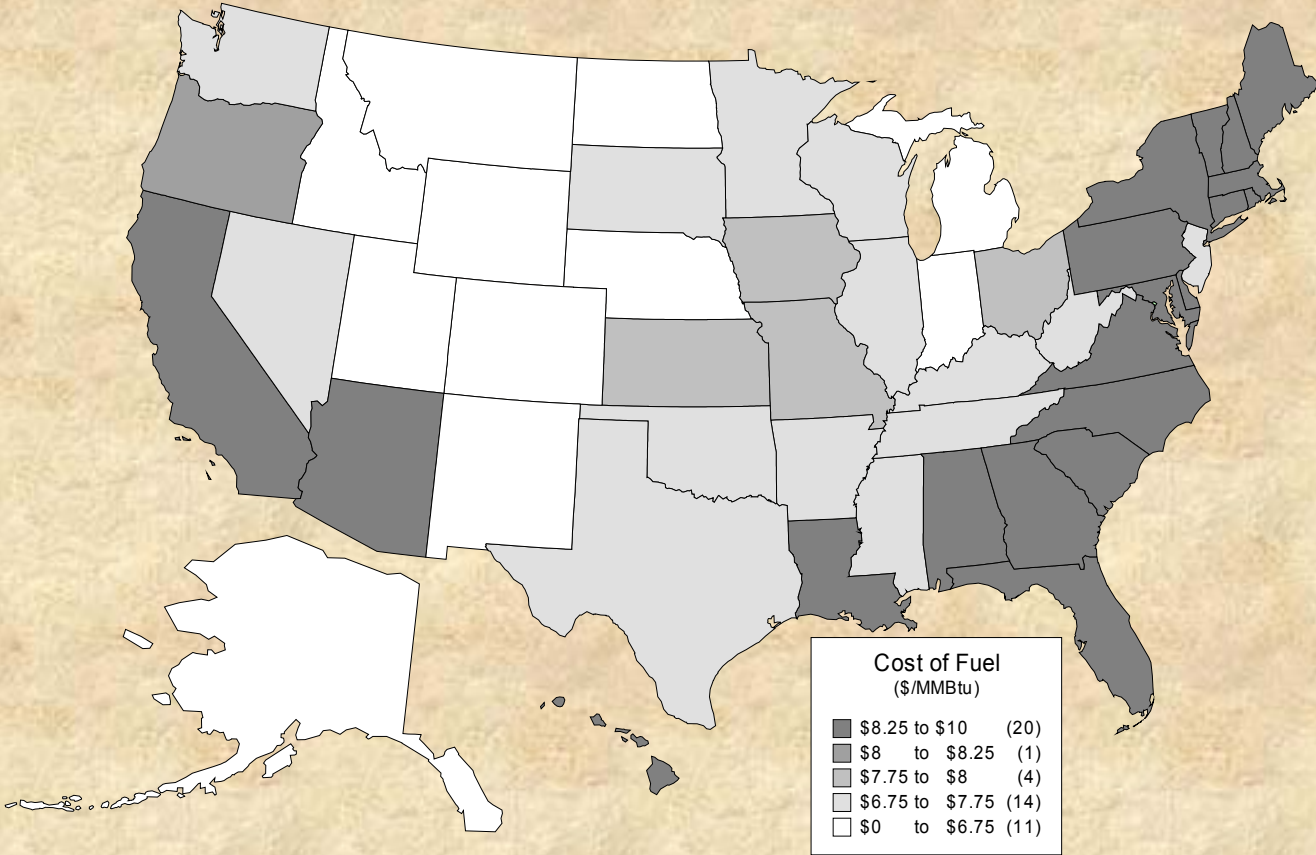 Cost of Fuel
($/MMBtu)
$8.25 to $10 (20)
$8 to $8.25 (1)
$7.75 to $8 (4)
$6.75 to $7.75 (14)
$0 to $6.75 (11)